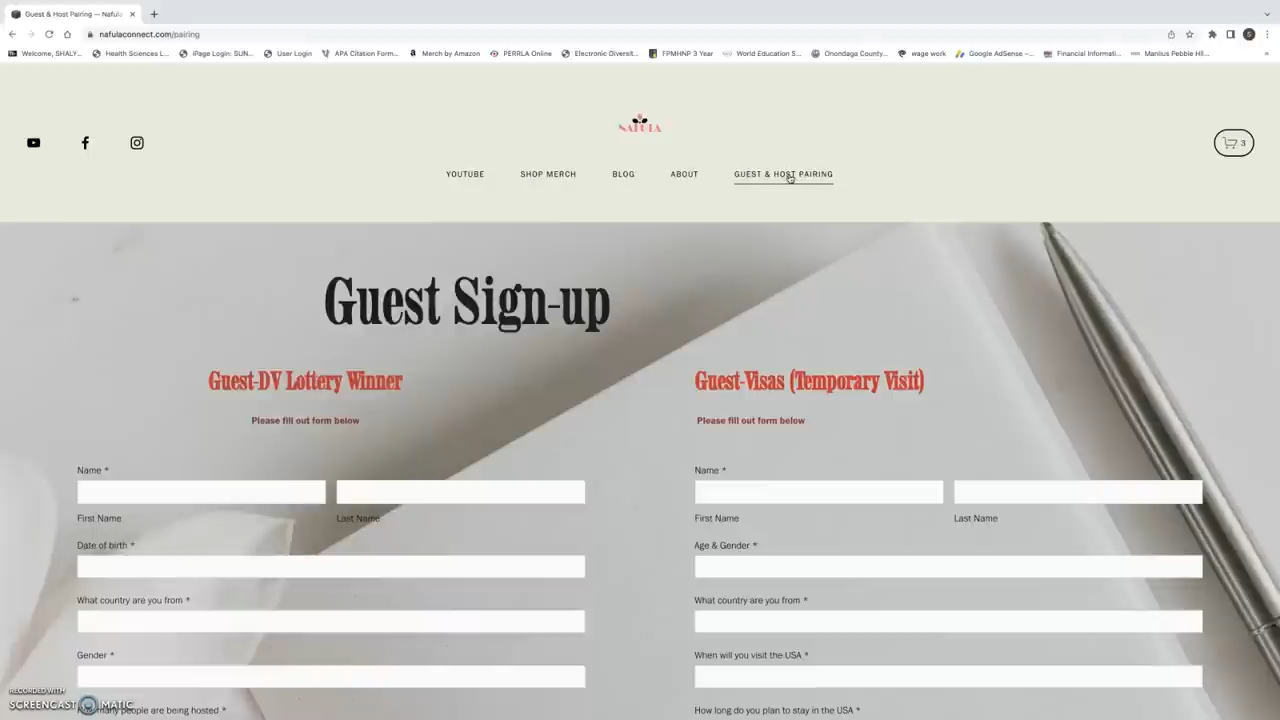 Guest & Host Pairing — Nafula
nafulaconnect.com/pairing
Welcome, SHALY...
Health Sciences L...
iPage Login: SUN...
User Login
APA Citation Form...
Merch by Amazon
PERRLA Online
Electronic Diversit...
FPMHNP 3 Year
World Education S...
Onondaga County...
wage work
Google AdSense –...
Financial Informati...
Manlius Pebble Hill...
NAFULA
3
YOUTUBE
SHOP MERCH
BLOG
ABOUT
GUEST & HOST PAIRING
Guest Sign-up
Guest-DV Lottery Winner
Please fill out form below
Name *
First Name
Last Name
Date of birth *
What country are you from *
Gender *
How many people are being hosted *
Guest-Visas (Temporary Visit)
Please fill out form below
Name *
First Name
Last Name
Age & Gender *
What country are you from *
When will you visit the USA *
How long do you plan to stay in the USA *
RECORDED WITH
SCREENCAST MATIC